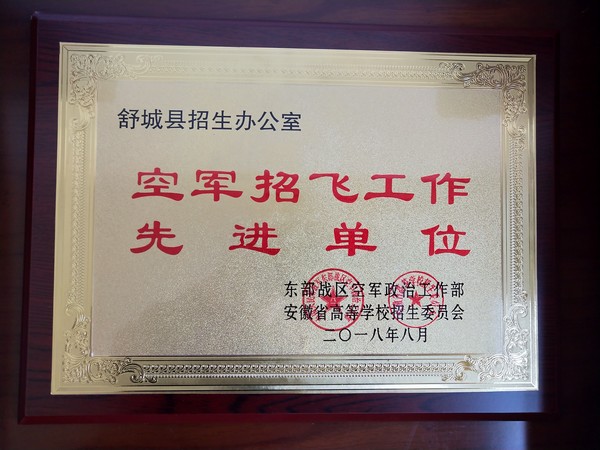 舒城县招生办公室
空军招飞工作
先进单位
东部战区空军政治工作部
安徽省高等学校招生委员会
二〇一八年八月